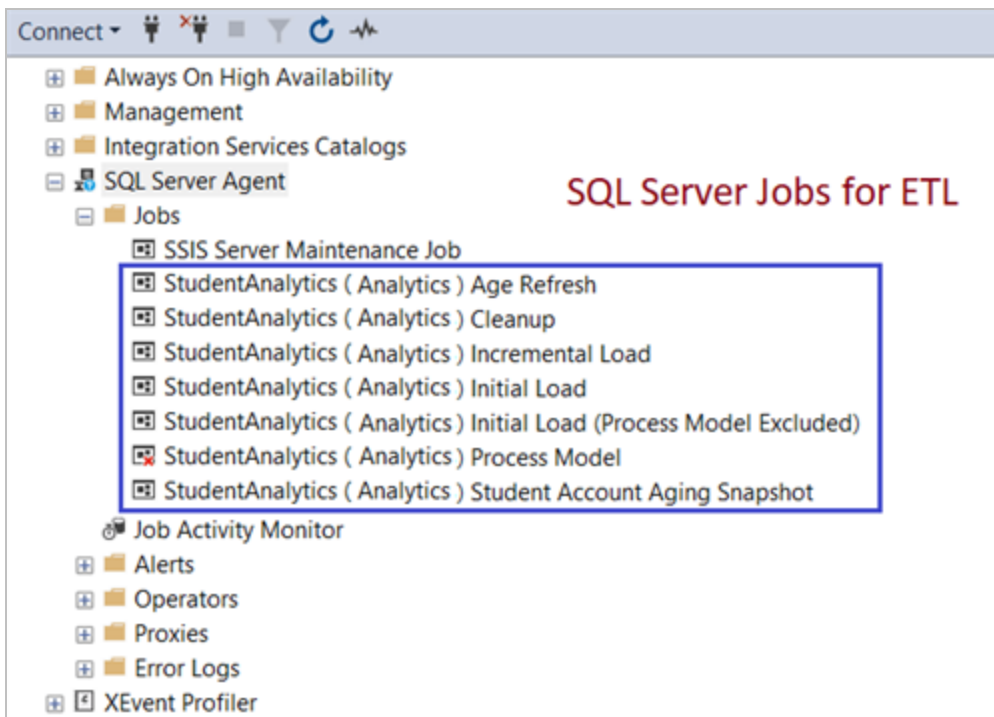 Connect
Always On High Availability
Management
Integration Services Catalogs
SQL Server Agent
SQL Server Jobs for ETL
Jobs
SSIS Server Maintenance Job
StudentAnalytics ( Analytics ) Age Refresh
StudentAnalytics ( Analytics ) Cleanup
StudentAnalytics ( Analytics ) Incremental Load
StudentAnalytics ( Analytics ) Initial Load
StudentAnalytics ( Analytics ) Initial Load (Process Model Excluded)
StudentAnalytics ( Analytics ) Process Model
StudentAnalytics ( Analytics ) Student Account Aging Snapshot
Job Activity Monitor
Alerts
Operators
Proxies
Error Logs
XEvent Profiler